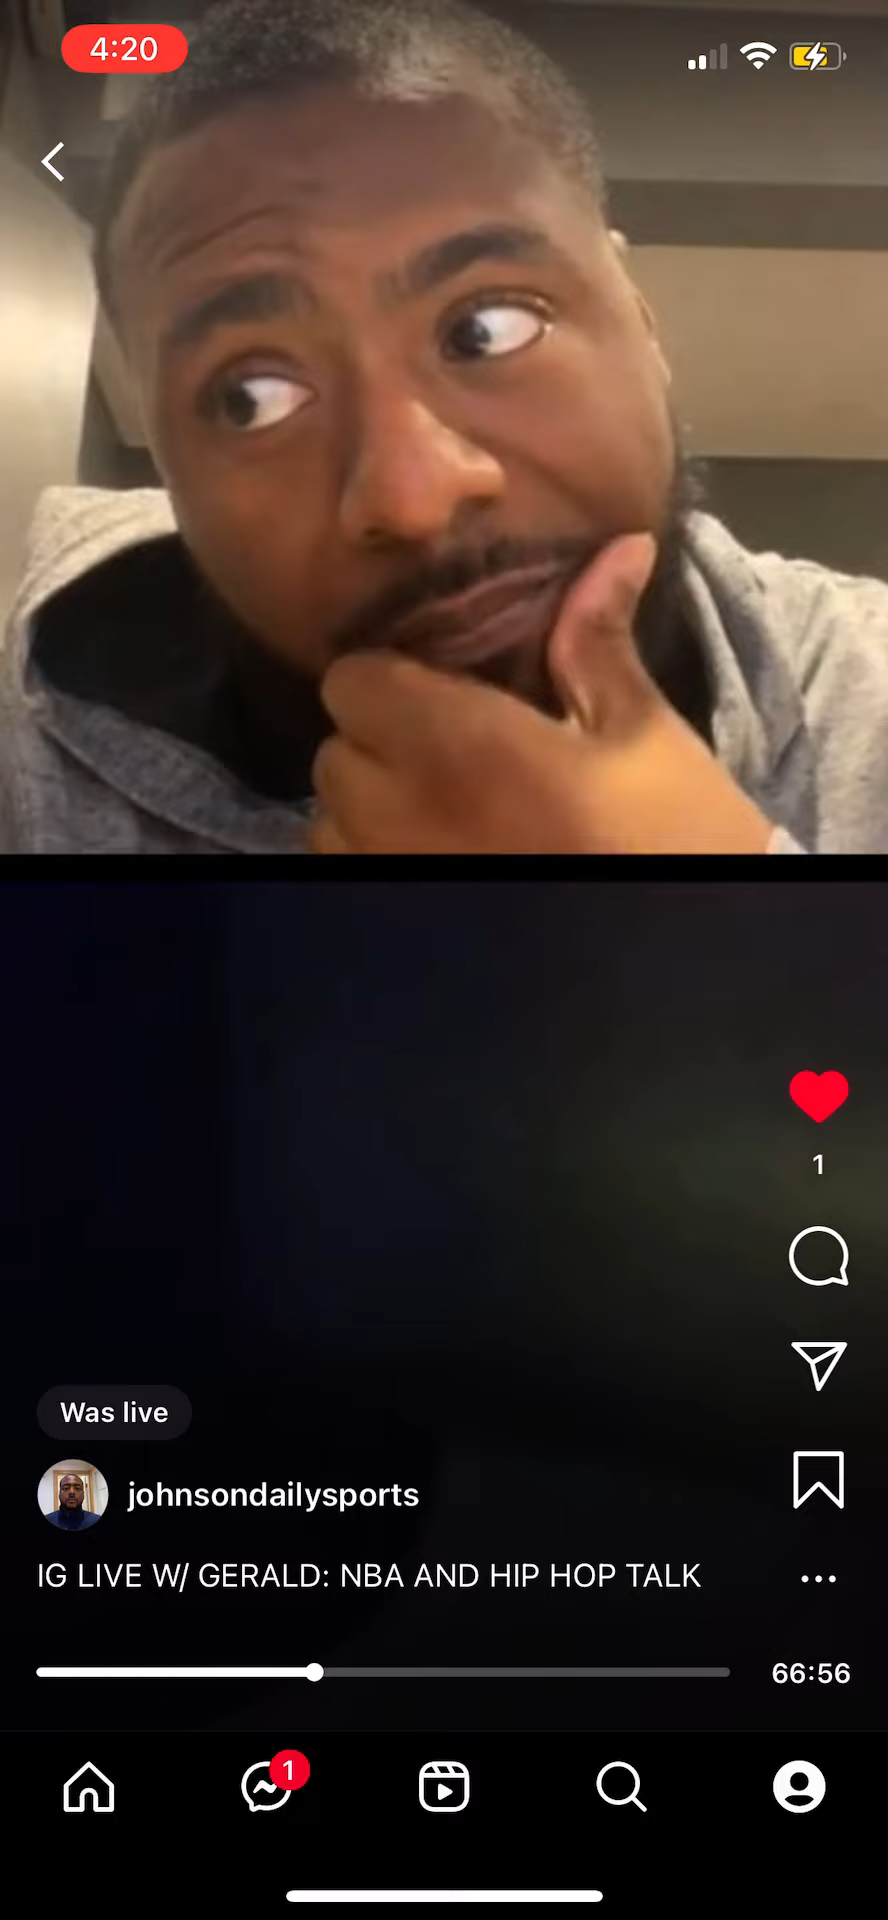 4:20
1
Was live
johnsondailysports
IG LIVE W/ GERALD: NBA AND HIP HOP TALK
66:56
1